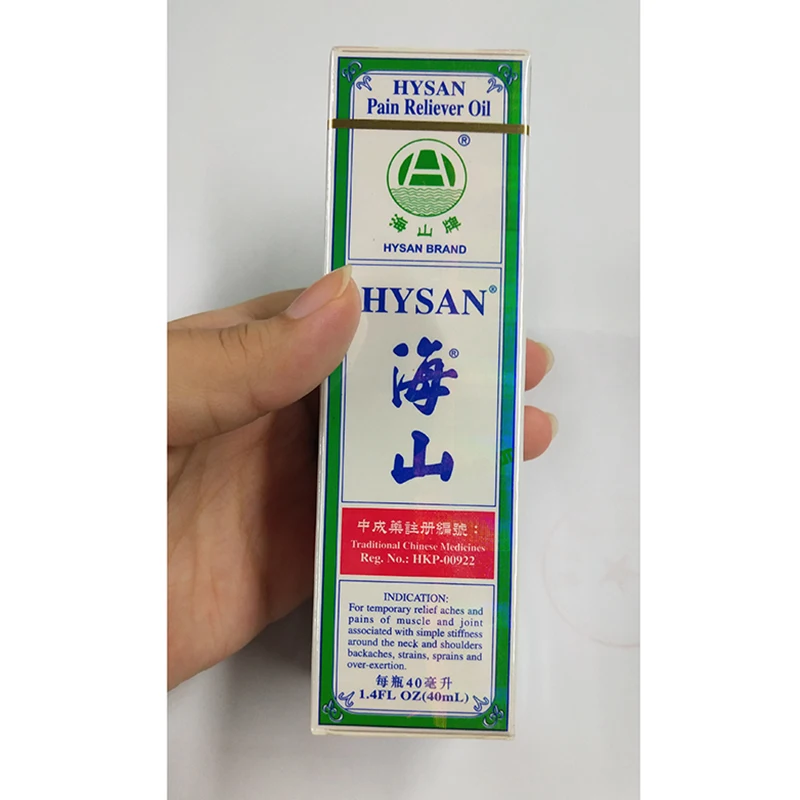 HYSAN
Pain Reliever Oil
®
海山牌
HYSAN BRAND
HYSAN®
海®
山
中成藥註册編號：
Traditional Chinese Medicines
Reg. No.: HKP-00922
INDICATION:
For temporary relief aches and
pains of muscle and joint
associated with simple stiffness
around the neck and shoulders
backaches, strains, sprains and
over-exertion.
每瓶40毫升
1.4FL OZ(40mL)